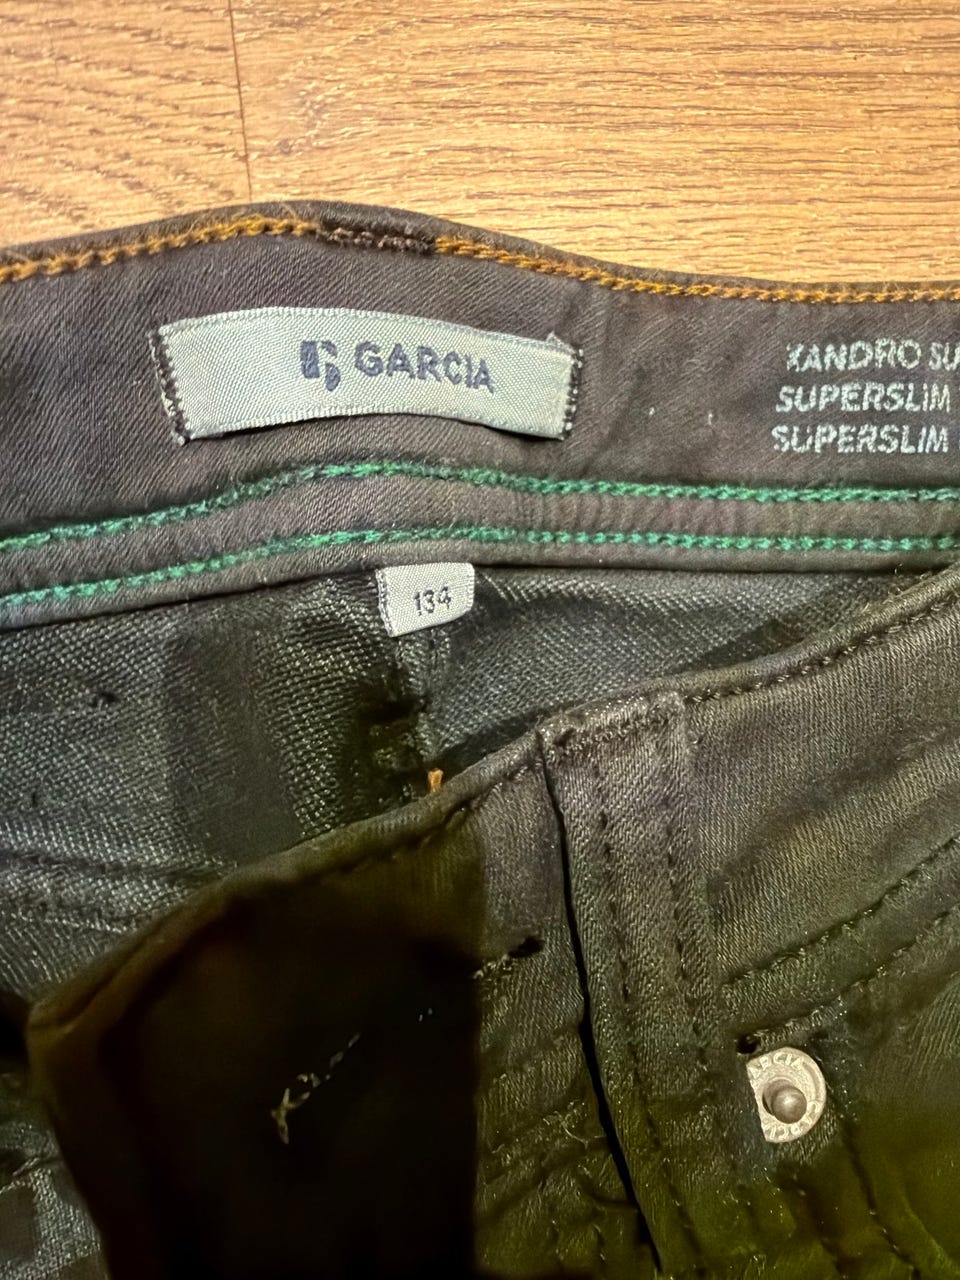 GARCIA
XANDRO SU
SUPERSLIM
SUPERSLIM
134